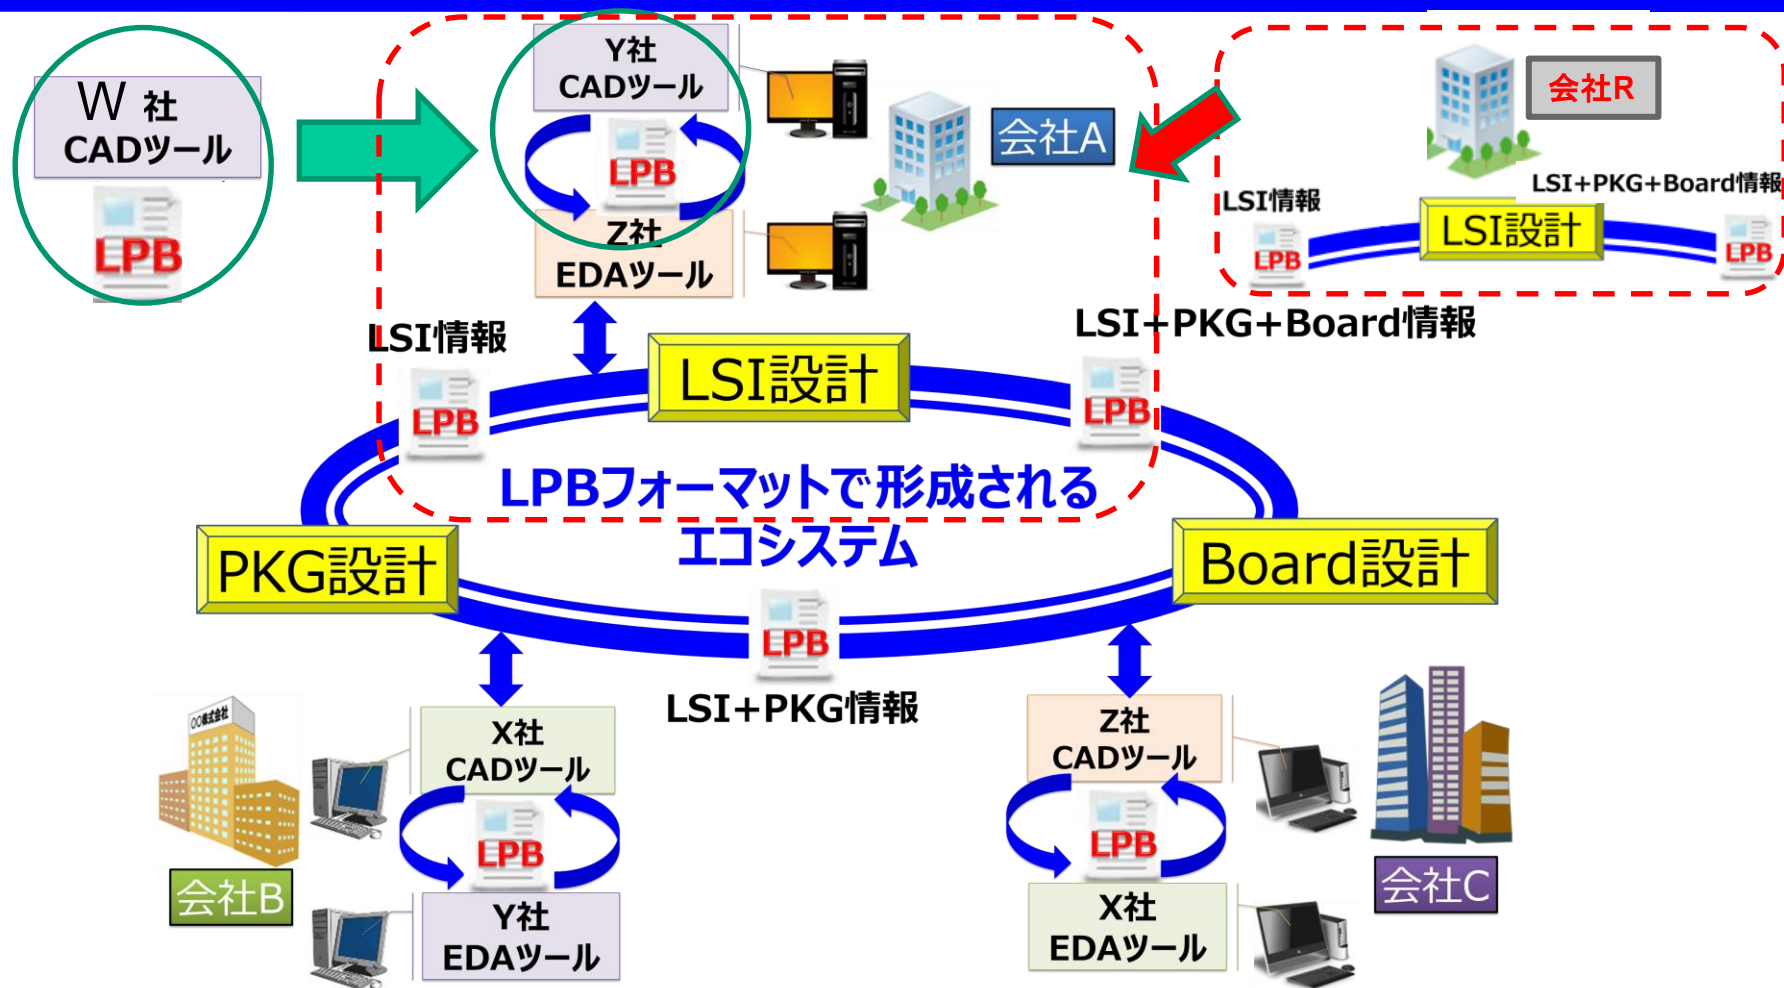 W 社
CADツール
LPB
Y社
CADツール
LPB
Z社
EDAツール
会社A
会社R
LSI情報
LSI+PKG+Board情報
LPB
LSI設計
LPB
LSI情報
LPB
LSI設計
LSI+PKG+Board情報
LPB
LPBフォーマットで形成される
エコシステム
PKG設計
Board設計
LPB
LSI+PKG情報
〇〇株式会社
会社B
X社
CADツール
LPB
Y社
EDAツール
Z社
CADツール
LPB
X社
EDAツール
会社C